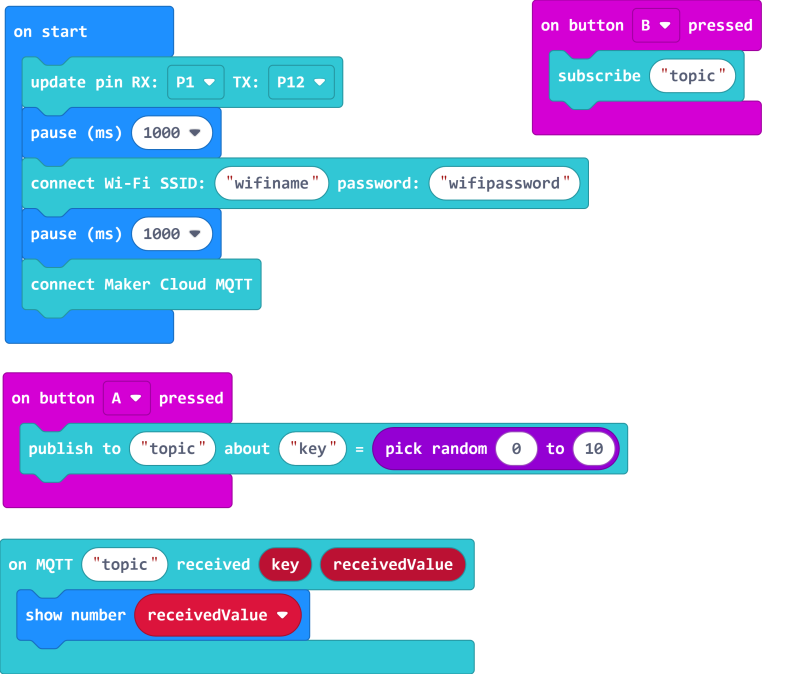 on start
update pin RX: P1 TX: P12
pause (ms) 1000
connect Wi-Fi SSID: "wifiname" password: "wifipassword"
pause (ms) 1000
connect Maker Cloud MQTT
on button B pressed
subscribe "topic"
on button A pressed
publish to "topic" about "key" = pick random 0 to 10
on MQTT "topic" received key receivedValue
show number receivedValue